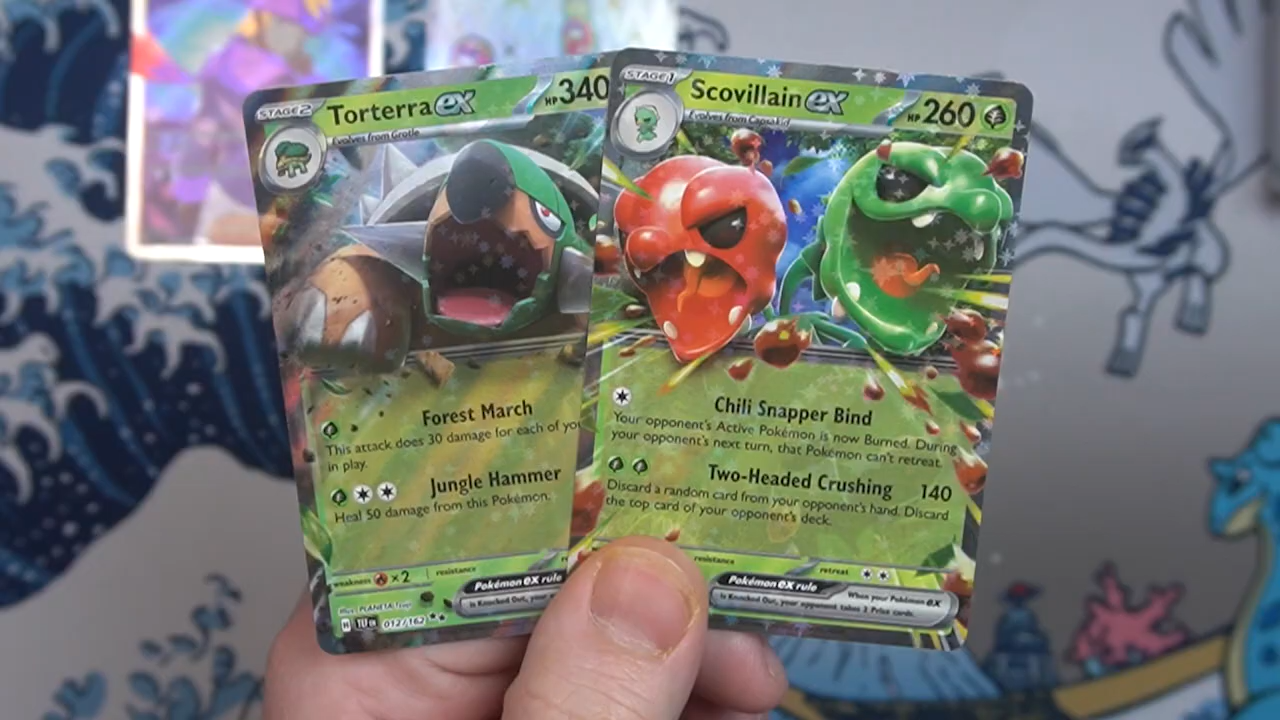 STAGE2 Torterra ex HP 340
Evolves from Grotle
Forest March
This attack does 30 damage for each of you
in play.
Jungle Hammer
Heal 50 damage from this Pokémon.
weakness ×2 resistance
Pokémon ex rule
is Knocked Out, your
Illus. PLANETA Tsuji
H 012/162 ★★
STAGE1 Scovillain ex HP 260
Evolves from Capsakid
Chili Snapper Bind
Your opponent's Active Pokémon is now Burned. During
your opponent's next turn, that Pokémon can't retreat.
Two-Headed Crushing 140
Discard a random card from your opponent's hand. Discard
the top card of your opponent's deck.
resistance retreat
Pokémon ex rule
When your Pokémon ex
is Knocked Out, your opponent takes 2 Prize cards.